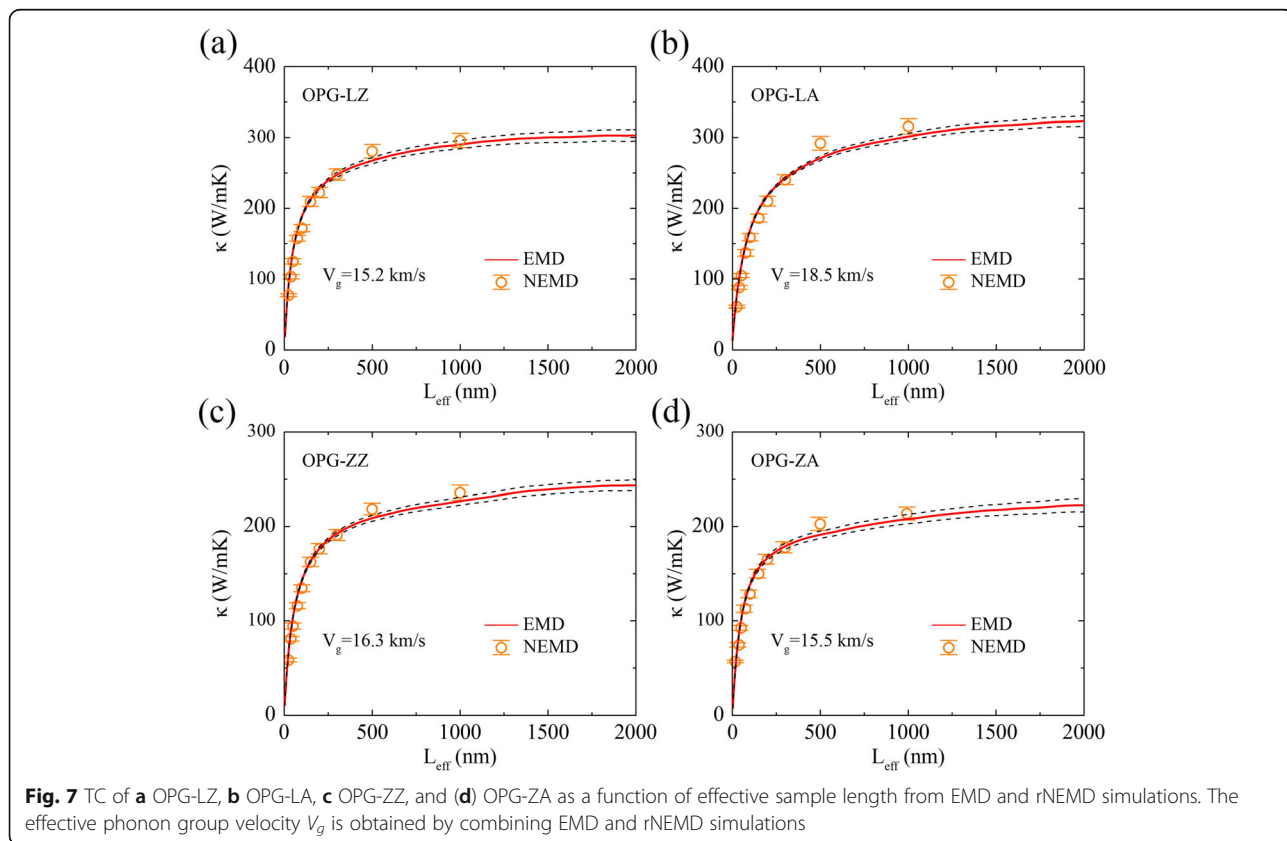 (a)
400
300
200
100
0
κ (W/mK)
OPG-LZ
V_g=15.2 km/s
EMD
NEMD
0 500 1000 1500 2000
L_eff (nm)
(b)
400
300
200
100
0
κ (W/mK)
OPG-LA
V_g=18.5 km/s
EMD
NEMD
0 500 1000 1500 2000
L_eff (nm)
(c)
300
200
100
0
κ (W/mK)
OPG-ZZ
V_g=16.3 km/s
EMD
NEMD
0 500 1000 1500 2000
L_eff (nm)
(d)
300
200
100
0
κ (W/mK)
OPG-ZA
V_g=15.5 km/s
EMD
NEMD
0 500 1000 1500 2000
L_eff (nm)
Fig. 7 TC of a OPG-LZ, b OPG-LA, c OPG-ZZ, and (d) OPG-ZA as a function of effective sample length from EMD and rNEMD simulations. The
effective phonon group velocity V_g is obtained by combining EMD and rNEMD simulations